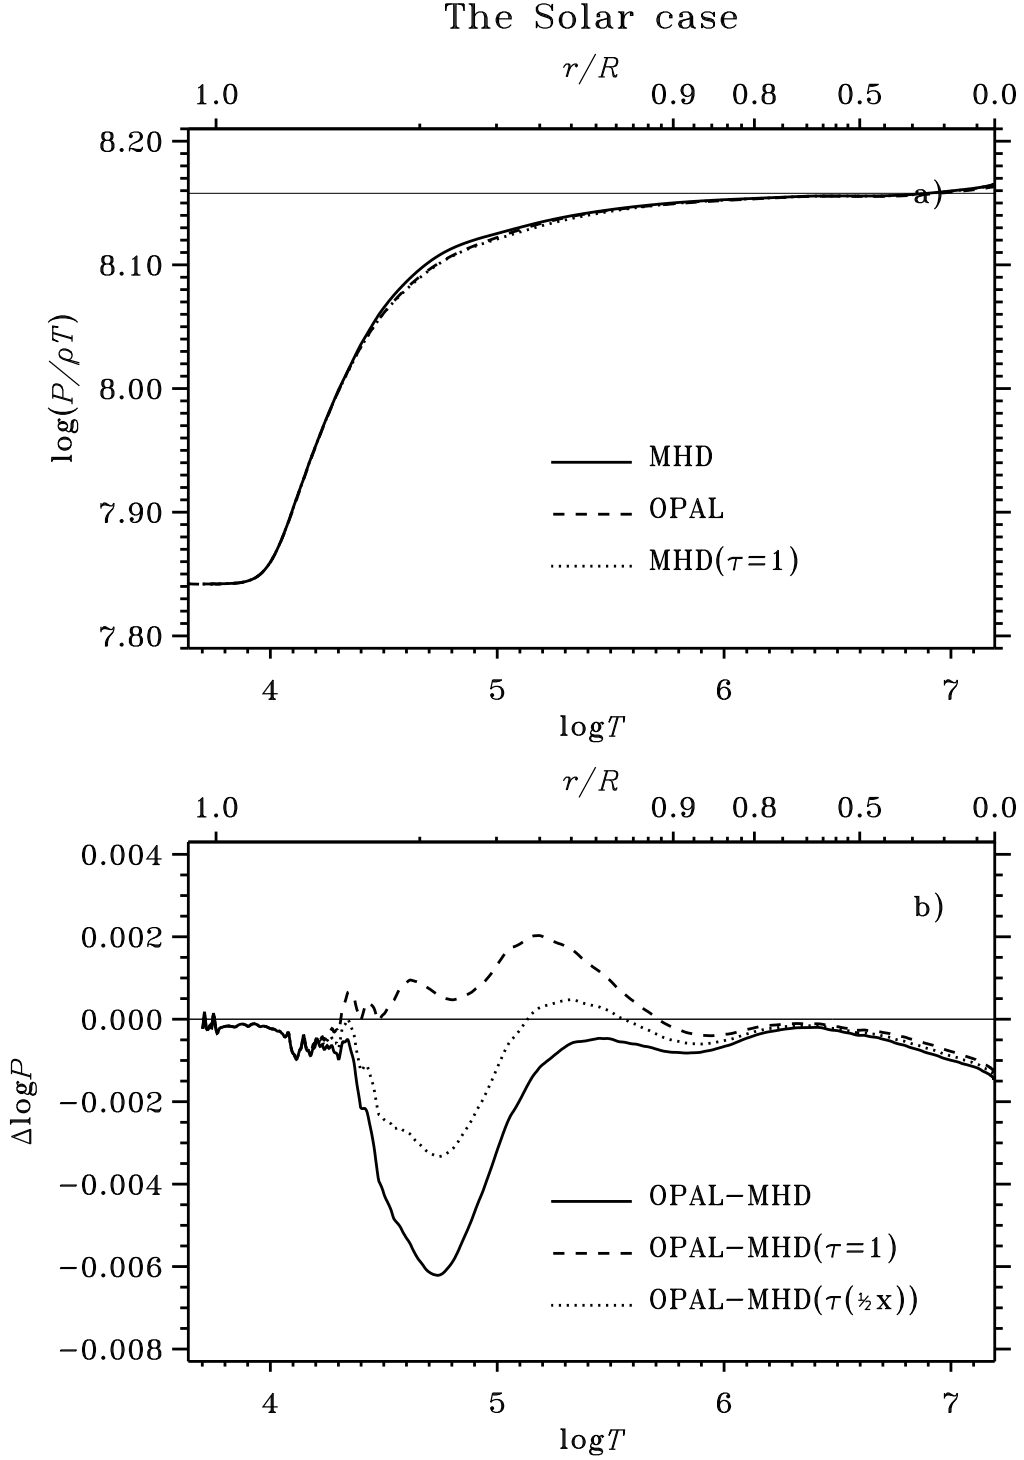 The Solar case
r/R
1.0 0.9 0.8 0.5 0.0
8.20
a)
8.10
log(P/ρT)
8.00
MHD
7.90
OPAL
MHD(τ=1)
7.80
4 5 6 7
logT
r/R
1.0 0.9 0.8 0.5 0.0
0.004
b)
0.002
0.000
ΔlogP
−0.002
−0.004
OPAL−MHD
OPAL−MHD(τ=1)
−0.006
OPAL−MHD(τ(½x))
−0.008
4 5 6 7
logT